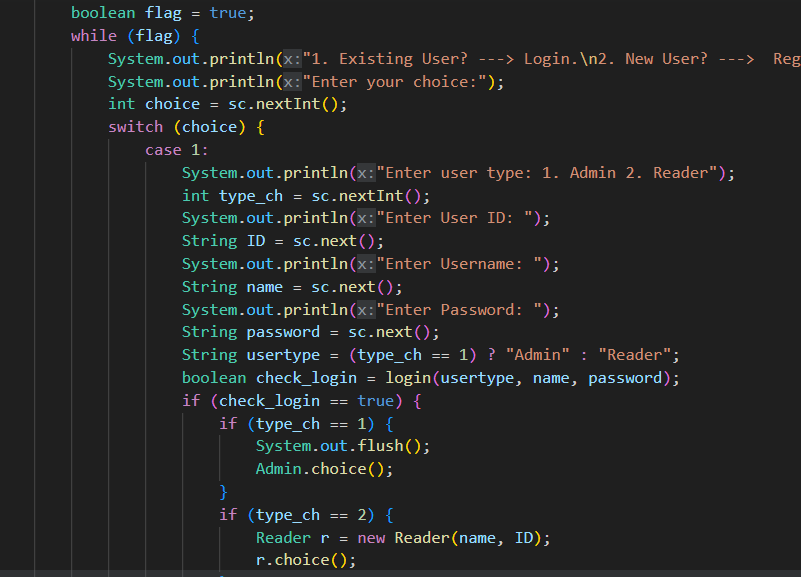 boolean flag = true;
while (flag) {
System.out.println(x:"1. Existing User? ---> Login.\n2. New User? --->  Reg
System.out.println(x:"Enter your choice:");
int choice = sc.nextInt();
switch (choice) {
case 1:
System.out.println(x:"Enter user type: 1. Admin 2. Reader");
int type_ch = sc.nextInt();
System.out.println(x:"Enter User ID: ");
String ID = sc.next();
System.out.println(x:"Enter Username: ");
String name = sc.next();
System.out.println(x:"Enter Password: ");
String password = sc.next();
String usertype = (type_ch == 1) ? "Admin" : "Reader";
boolean check_login = login(usertype, name, password);
if (check_login == true) {
if (type_ch == 1) {
System.out.flush();
Admin.choice();
}
if (type_ch == 2) {
Reader r = new Reader(name, ID);
r.choice();